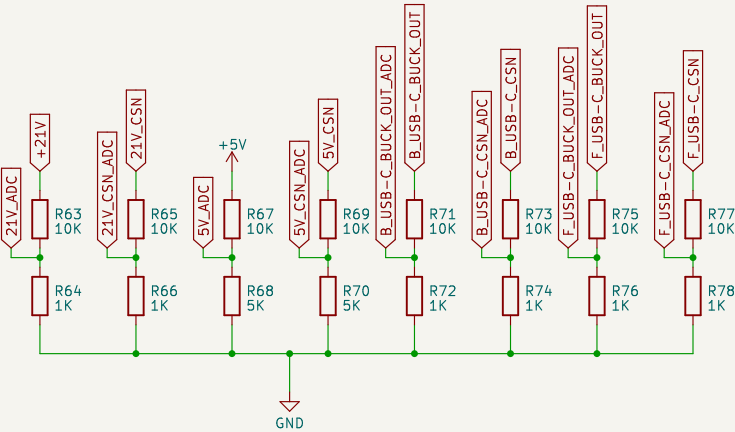 21V_ADC
+21V
21V_CSN_ADC
21V_CSN
5V_ADC
+5V
5V_CSN_ADC
5V_CSN
B_USB-C_BUCK_OUT_ADC
B_USB-C_BUCK_OUT
B_USB-C_CSN_ADC
B_USB-C_CSN
F_USB-C_BUCK_OUT_ADC
F_USB-C_BUCK_OUT
F_USB-C_CSN_ADC
F_USB-C_CSN
R63
10K
R65
10K
R67
10K
R69
10K
R71
10K
R73
10K
R75
10K
R77
10K
R64
1K
R66
1K
R68
5K
R70
5K
R72
1K
R74
1K
R76
1K
R78
1K
GND